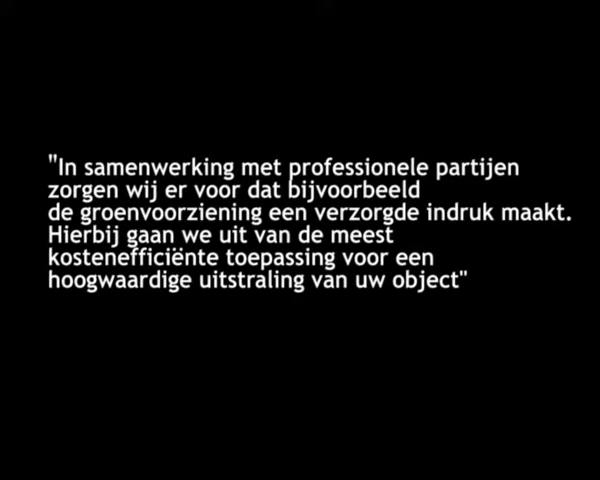 "In samenwerking met professionele partijen
zorgen wij er voor dat bijvoorbeeld
de groenvoorziening een verzorgde indruk maakt.
Hierbij gaan we uit van de meest
kostenefficiënte toepassing voor een
hoogwaardige uitstraling van uw object"